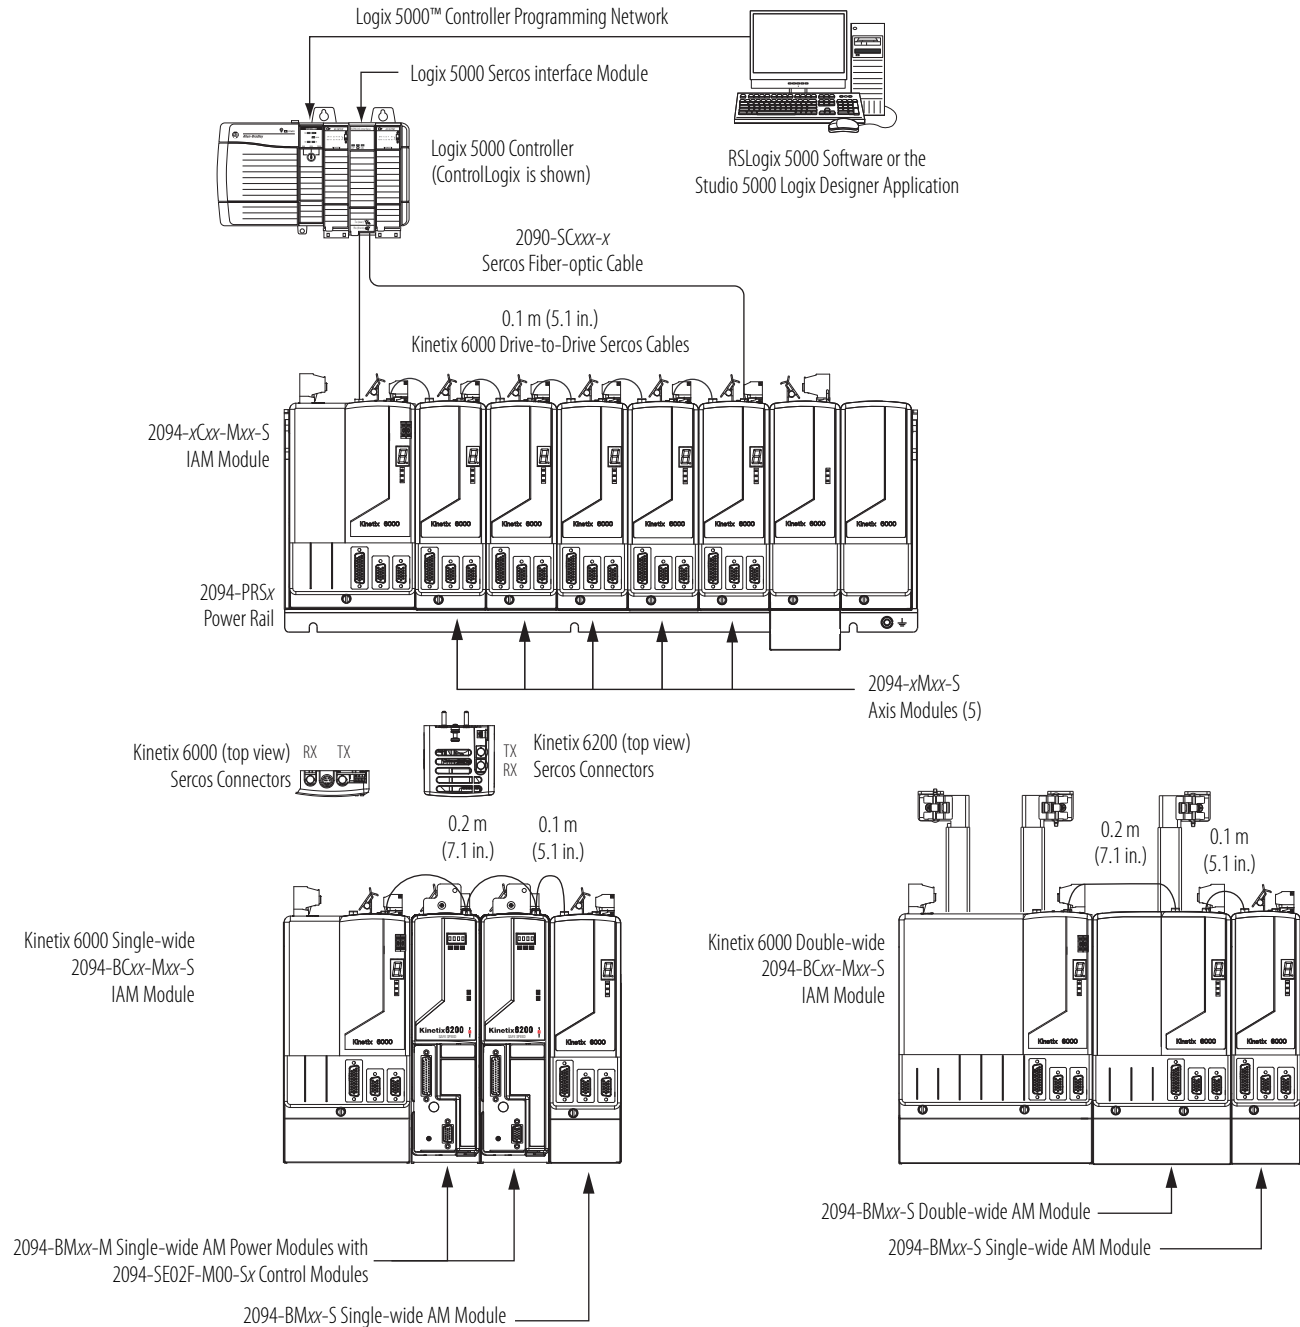 Logix 5000™ Controller Programming Network
Logix 5000 Sercos interface Module
Logix 5000 Controller
(ControlLogix is shown)
RSLogix 5000 Software or the
Studio 5000 Logix Designer Application
2090-SCxxx-x
Sercos Fiber-optic Cable
0.1 m (5.1 in.)
Kinetix 6000 Drive-to-Drive Sercos Cables
2094-xCxx-Mxx-S
IAM Module
Kinetix 6000
Kinetix 6000
Kinetix 6000
Kinetix 6000
Kinetix 6000
Kinetix 6000
Kinetix 6000
Kinetix 6000
2094-PRSx
Power Rail
2094-xMxx-S
Axis Modules (5)
Kinetix 6000 (top view)
Sercos Connectors
RX TX
TX
RX
Kinetix 6200 (top view)
Sercos Connectors
0.2 m
(7.1 in.)
0.1 m
(5.1 in.)
0.2 m
(7.1 in.)
0.1 m
(5.1 in.)
Kinetix 6000 Single-wide
2094-BCxx-Mxx-S
IAM Module
Kinetix 6000
Kinetix6200
Kinetix6200
Kinetix 6000
Kinetix 6000 Double-wide
2094-BCxx-Mxx-S
IAM Module
Kinetix 6000
Kinetix 6000
Kinetix 6000
2094-BMxx-S Double-wide AM Module
2094-BMxx-S Single-wide AM Module
2094-BMxx-M Single-wide AM Power Modules with
2094-SE02F-M00-Sx Control Modules
2094-BMxx-S Single-wide AM Module